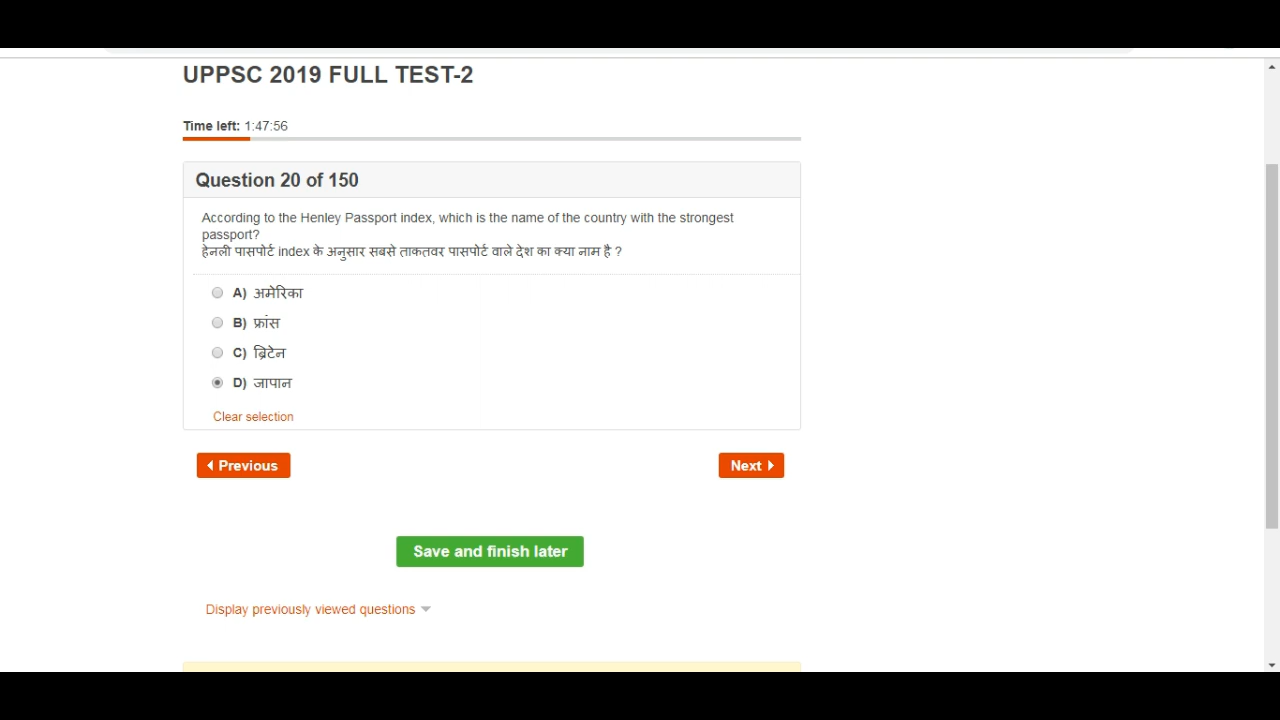 UPPSC 2019 FULL TEST-2
Time left: 1:47:56
Question 20 of 150
According to the Henley Passport index, which is the name of the country with the strongest
passport?
हेनली पासपोर्ट index के अनुसार सबसे ताकतवर पासपोर्ट वाले देश का क्या नाम है ?
A) अमेरिका
B) फ्रांस
C) ब्रिटेन
D) जापान
Clear selection
Previous
Next
Save and finish later
Display previously viewed questions